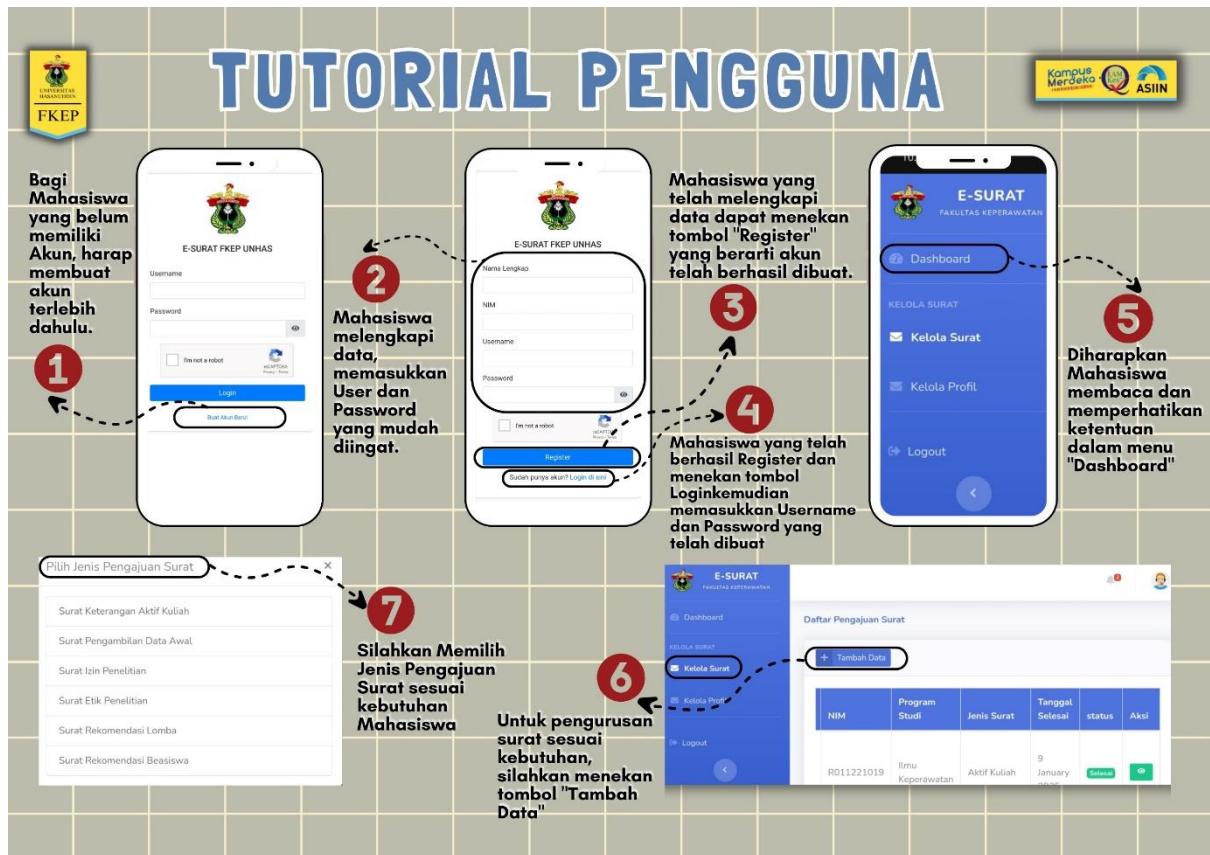 TUTORIAL PENGGUNA
UNIVERSITAS
HASANUDDIN
FKEP
Kampus
Merdeka
ASIIN
Bagi
Mahasiswa
yang belum
memiliki
Akun, harap
membuat
akun
terlebih
dahulu.
1
E-SURAT FKEP UNHAS
Username
Password
I'm not a robot
reCAPTCHA
Privacy - Terms
Login
Buat Akun Baru!
2
Mahasiswa
melengkapi
data,
memasukkan
User dan
Password
yang mudah
diingat.
E-SURAT FKEP UNHAS
Nama Lengkap
NIM
Username
Password
I'm not a robot
reCAPTCHA
Privacy - Terms
Register
Sudah punya akun? Login di sini
Mahasiswa yang
telah melengkapi
data dapat menekan
tombol "Register"
yang berarti akun
telah berhasil dibuat.
3
4
Mahasiswa yang telah
berhasil Register dan
menekan tombol
Loginkemudian
memasukkan Username
dan Password yang
telah dibuat
E-SURAT
FAKULTAS KEPERAWATAN
Dashboard
KELOLA SURAT
Kelola Surat
Kelola Profil
Logout
5
Diharapkan
Mahasiswa
membaca dan
memperhatikan
ketentuan
dalam menu
"Dashboard"
Pilih Jenis Pengajuan Surat ×
Surat Keterangan Aktif Kuliah
Surat Pengambilan Data Awal
Surat Izin Penelitian
Surat Etik Penelitian
Surat Rekomendasi Lomba
Surat Rekomendasi Beasiswa
7
Silahkan Memilih
Jenis Pengajuan
Surat sesuai
kebutuhan
Mahasiswa
6
Untuk pengurusan
surat sesuai
kebutuhan,
silahkan menekan
tombol "Tambah
Data"
E-SURAT
FAKULTAS KEPERAWATAN
Dashboard
KELOLA SURAT
Kelola Surat
Kelola Profil
Logout
Daftar Pengajuan Surat
+ Tambah Data
NIM Program Studi Jenis Surat Tanggal Selesai status Aksi
R011221019 Ilmu Keperawatan Aktif Kuliah 9 January Selesai